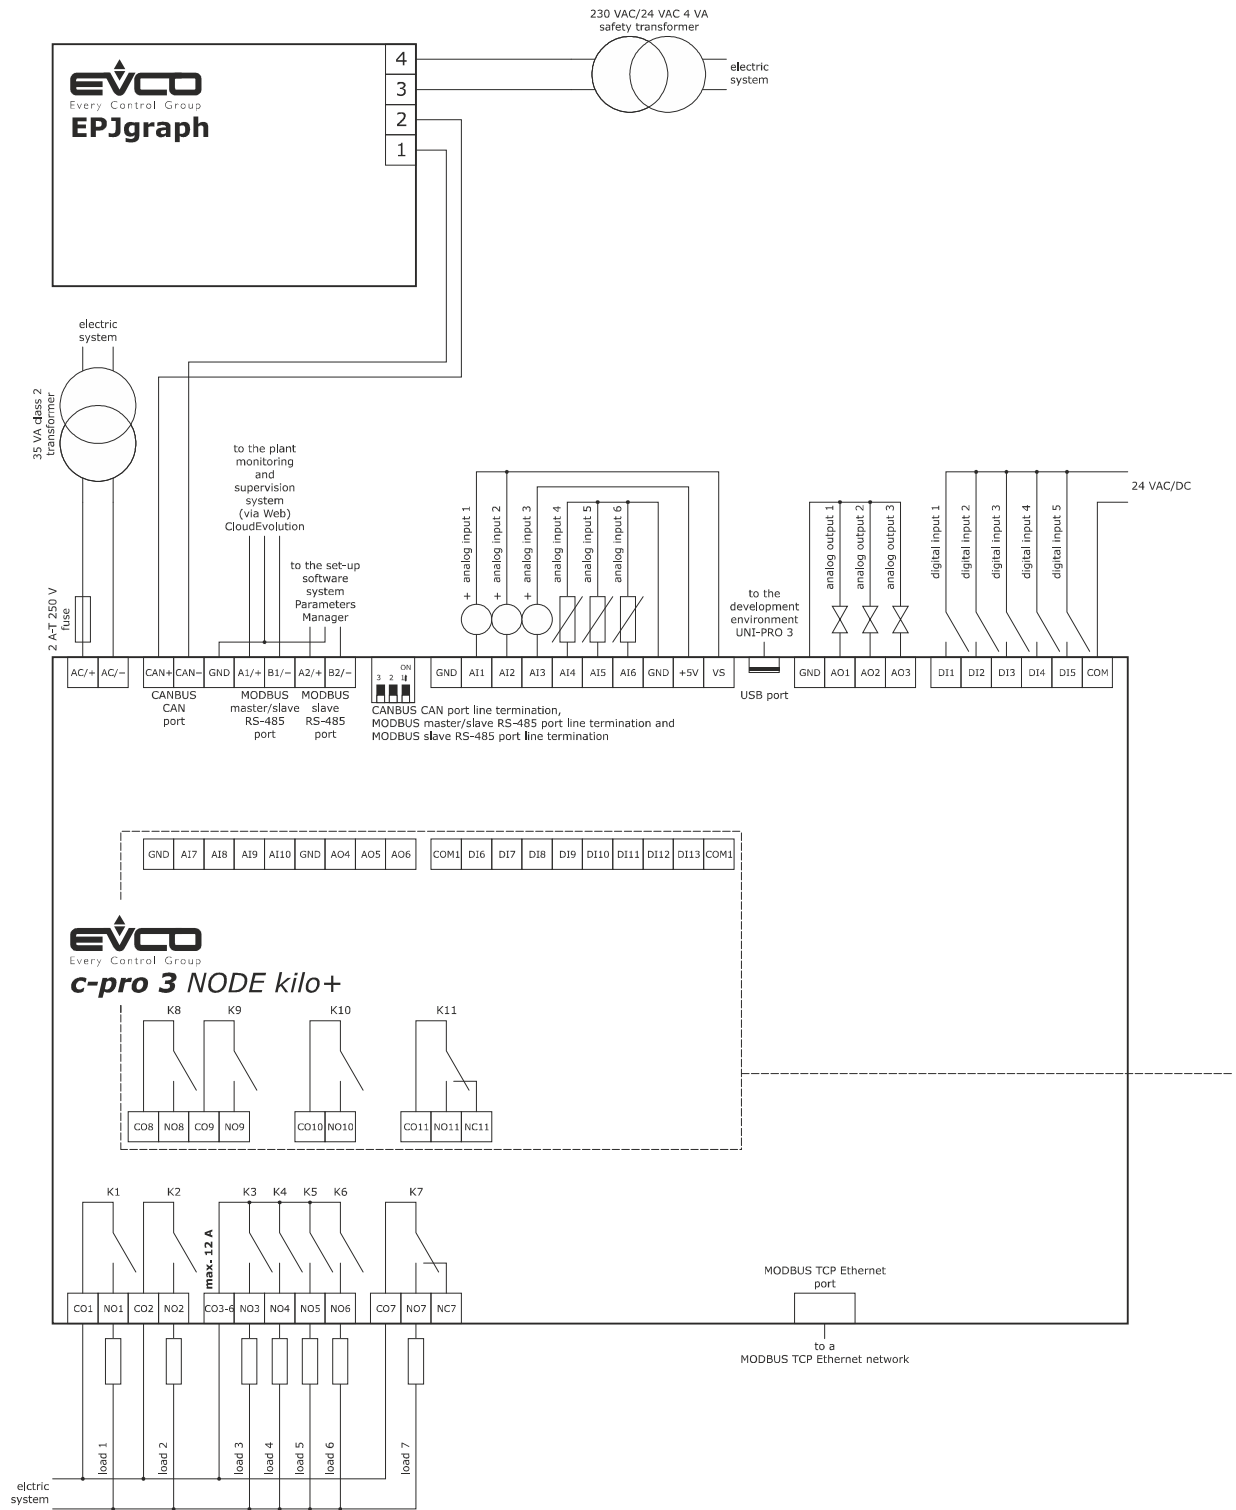 230 VAC/24 VAC 4 VA
safety transformer
electric
system
EVCO
Every Control Group
EPJgraph
4
3
2
1
electric
system
35 VA class 2
transformer
2 A-T 250 V
fuse
to the plant
monitoring
and
supervision
system
(via Web)
CloudEvolution
to the set-up
software
system
Parameters
Manager
analog input 1
analog input 2
analog input 3
analog input 4
analog input 5
analog input 6
+ + +
to the
development
environment
UNI-PRO 3
analog output 1
analog output 2
analog output 3
digital input 1
digital input 2
digital input 3
digital input 4
digital input 5
24 VAC/DC
AC/+ AC/− CAN+ CAN− GND A1/+ B1/− A2/+ B2/−
ON
3 2 1
GND AI1 AI2 AI3 AI4 AI5 AI6 GND +5V VS
GND AO1 AO2 AO3
DI1 DI2 DI3 DI4 DI5 COM
CANBUS
CAN
port
MODBUS
master/slave
RS-485
port
MODBUS
slave
RS-485
port
CANBUS CAN port line termination,
MODBUS master/slave RS-485 port line termination and
MODBUS slave RS-485 port line termination
USB port
GND AI7 AI8 AI9 AI10 GND AO4 AO5 AO6
COM1 DI6 DI7 DI8 DI9 DI10 DI11 DI12 DI13 COM1
EVCO
Every Control Group
c-pro 3 NODE kilo+
K8 K9 K10 K11
CO8 NO8 CO9 NO9 CO10 NO10 CO11 NO11 NC11
K1 K2 K3 K4 K5 K6 K7
max. 12 A
CO1 NO1 CO2 NO2 CO3-6 NO3 NO4 NO5 NO6 CO7 NO7 NC7
MODBUS TCP Ethernet
port
to a
MODBUS TCP Ethernet network
load 1
load 2
load 3
load 4
load 5
load 6
load 7
elctric
system